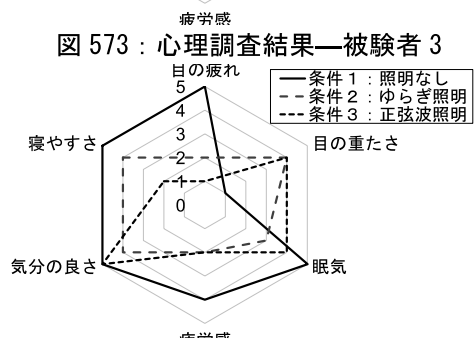 疲労感
図 573：心理調査結果―被験者 3
目の疲れ
条件１：照明なし
条件２：ゆらぎ照明
条件３：正弦波照明
5
4
3
2
1
0
寝やすさ
目の重たさ
気分の良さ
眠気
疲労感